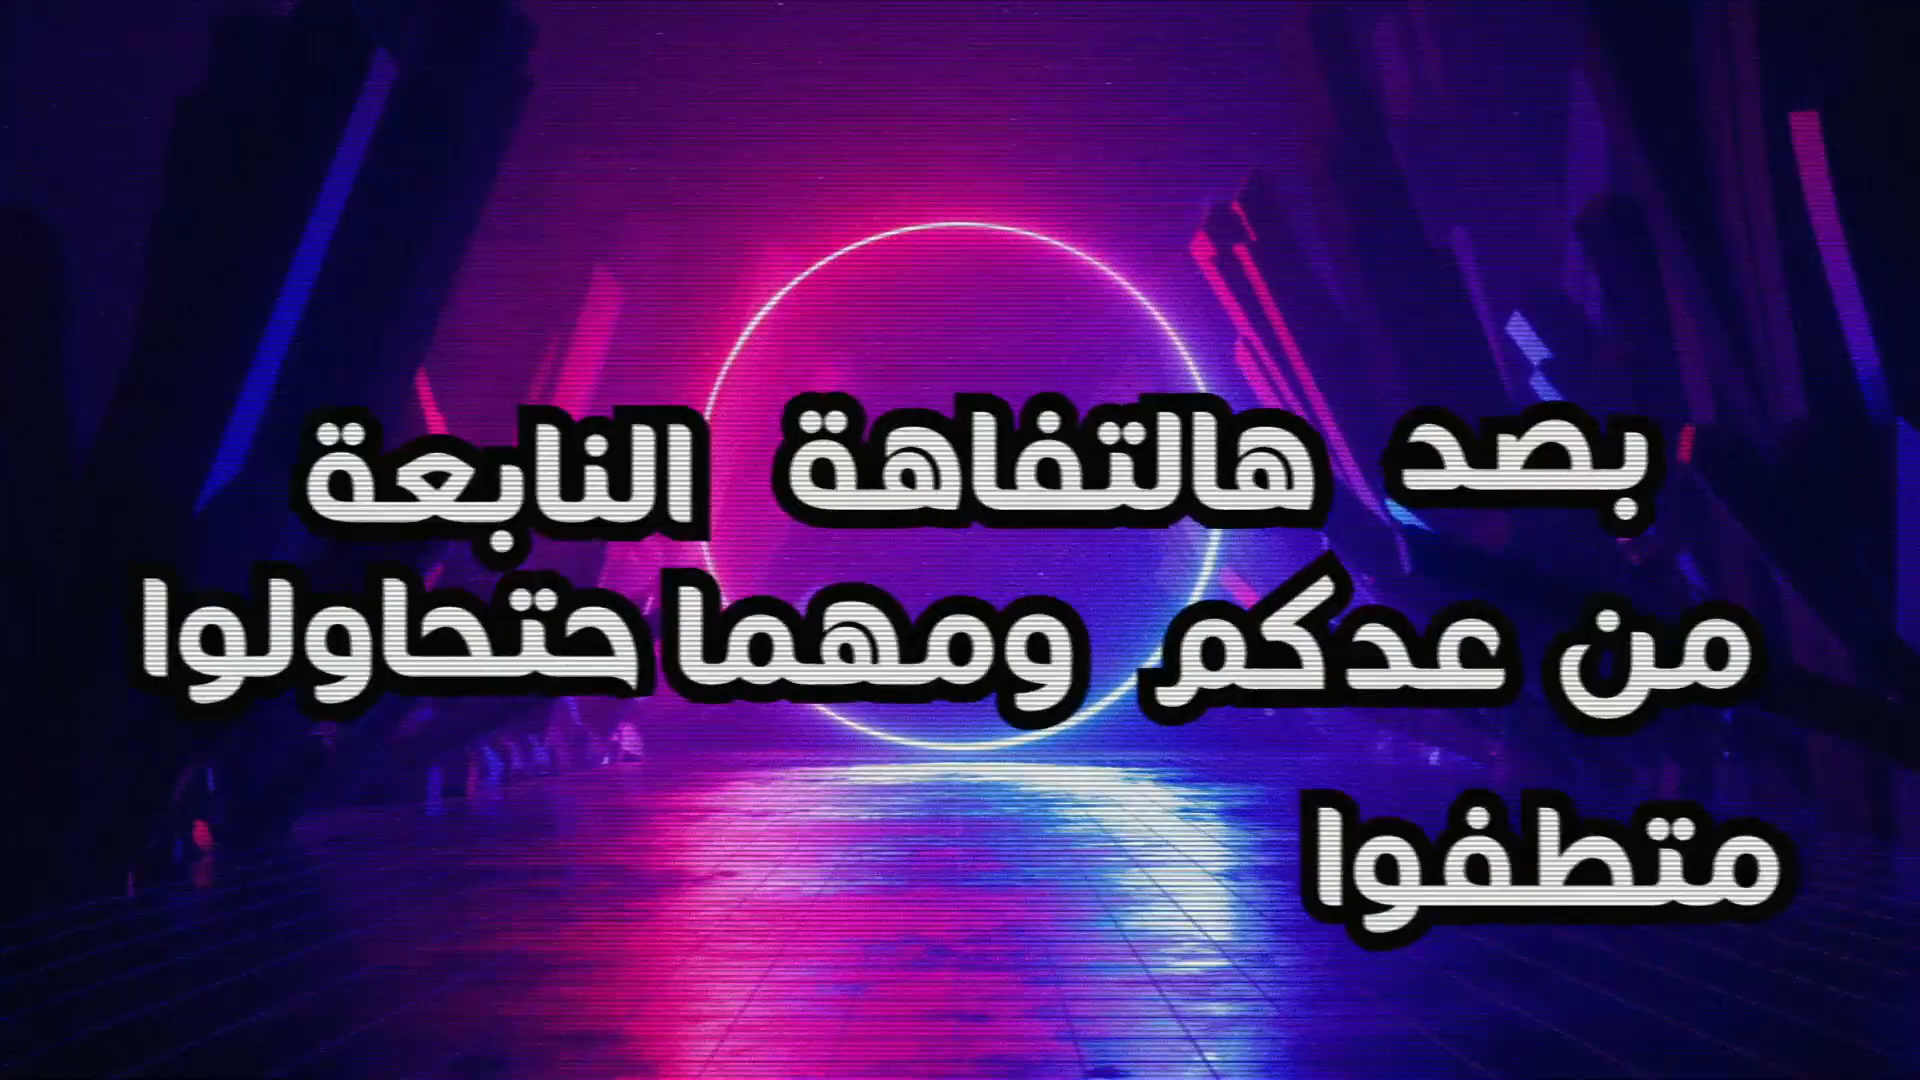 بصد هالتفاهة النابعة
من عدكم ومهما حتحاولوا
متطفوا